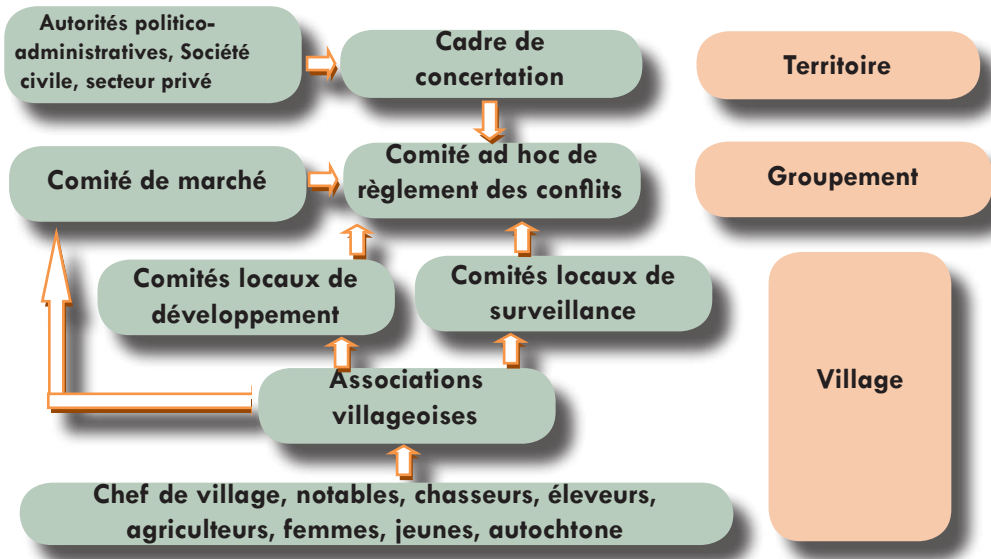 Autorités politico-
administratives, Société
civile, secteur privé
Cadre de
concertation
Territoire
Comité de marché
Comité ad hoc de
règlement des conflits
Groupement
Comités locaux de
développement
Comités locaux de
surveillance
Associations
villageoises
Village
Chef de village, notables, chasseurs, éleveurs,
agriculteurs, femmes, jeunes, autochtone